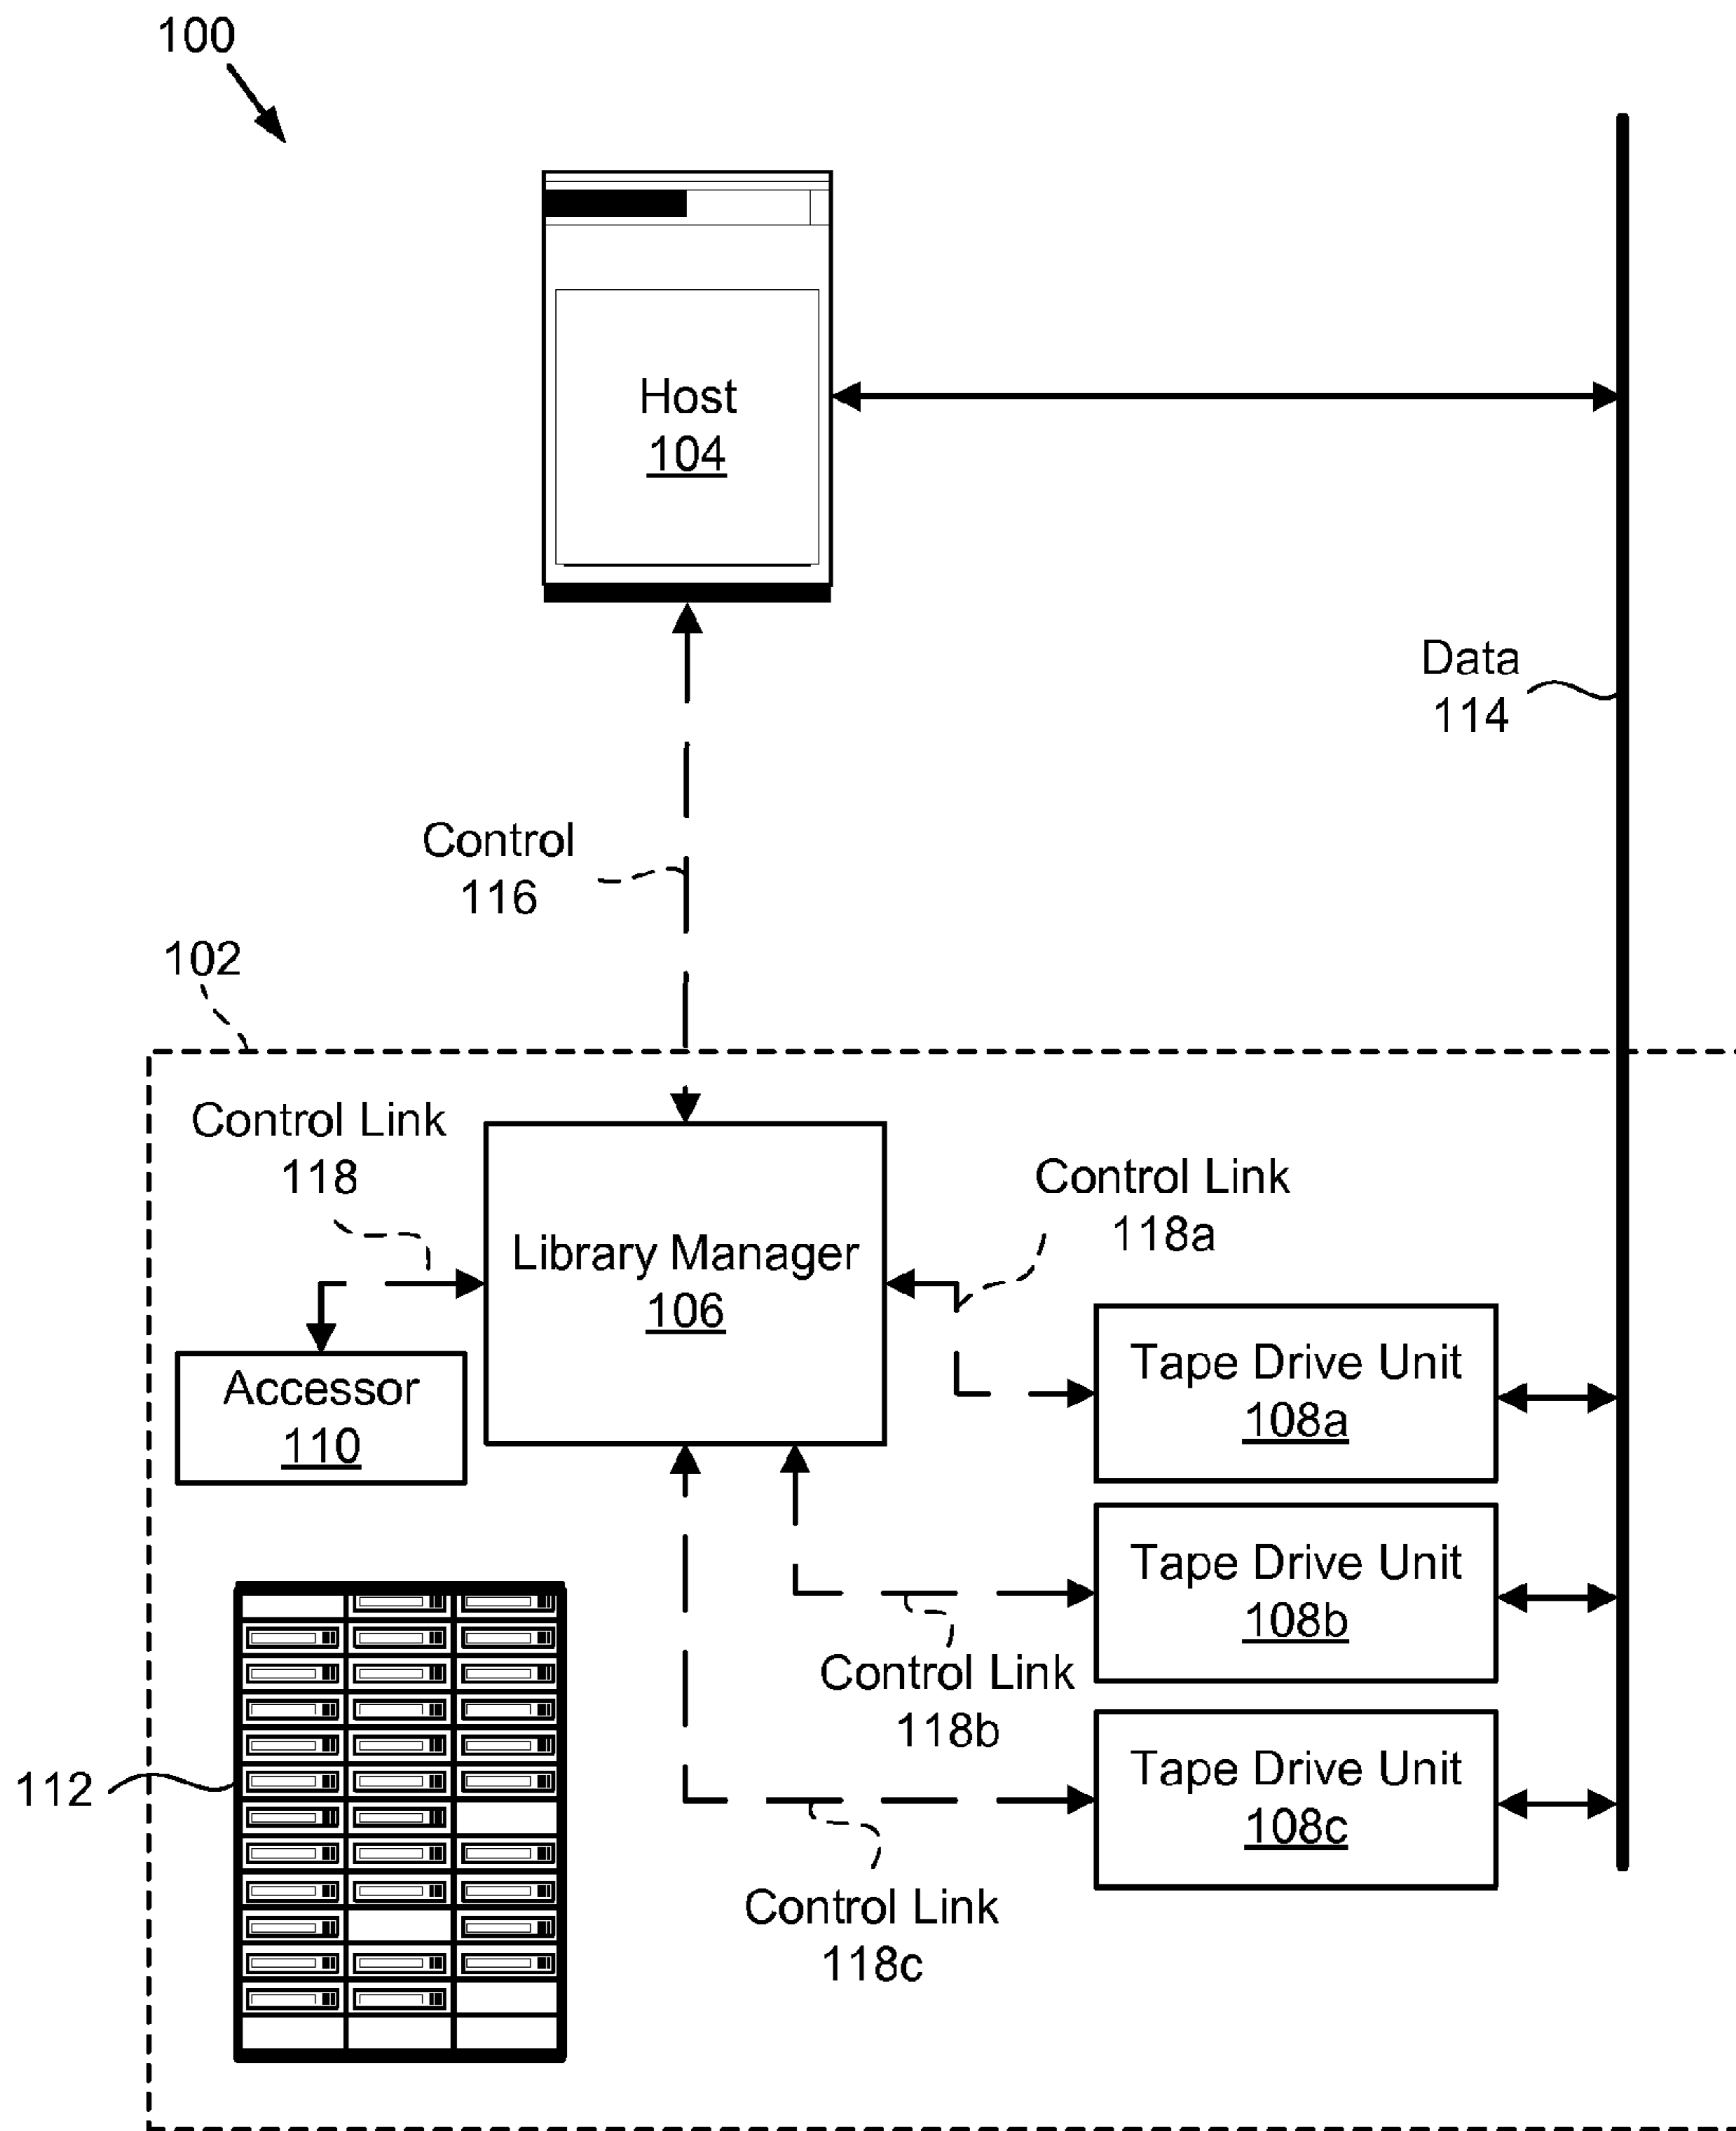 100
Host
104
Data
114
Control
116
102
Control Link
118
Control Link
118a
Library Manager
106
Accessor
110
Tape Drive Unit
108a
Tape Drive Unit
108b
Control Link
118b
112
Tape Drive Unit
108c
Control Link
118c